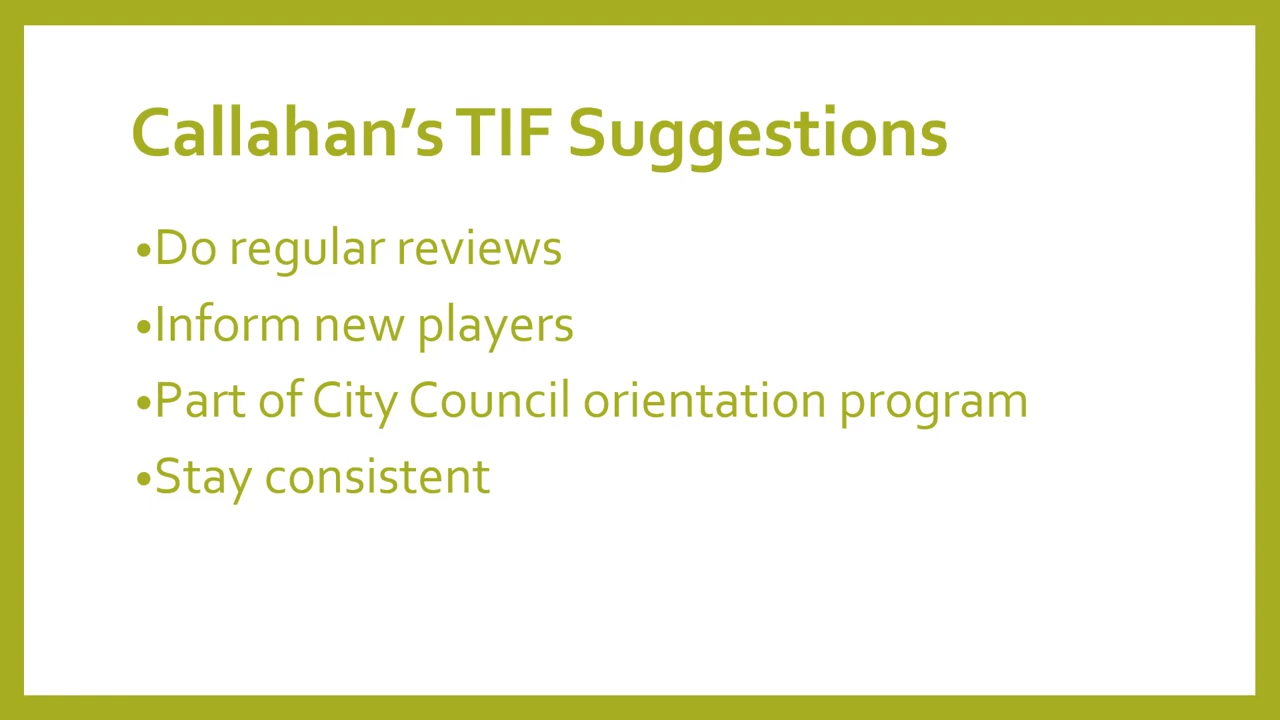 Callahan’s TIF Suggestions
•Do regular reviews
•Inform new players
•Part of City Council orientation program
•Stay consistent